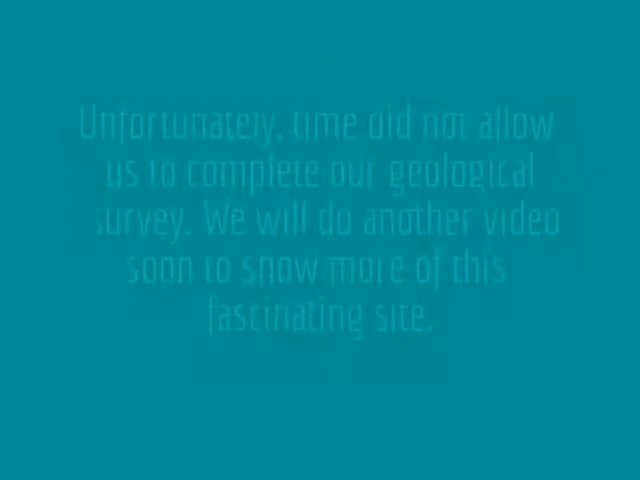 Unfortunately, time did not allow
us to complete our geological
survey. We will do another video
soon to show more of this
fascinating site.